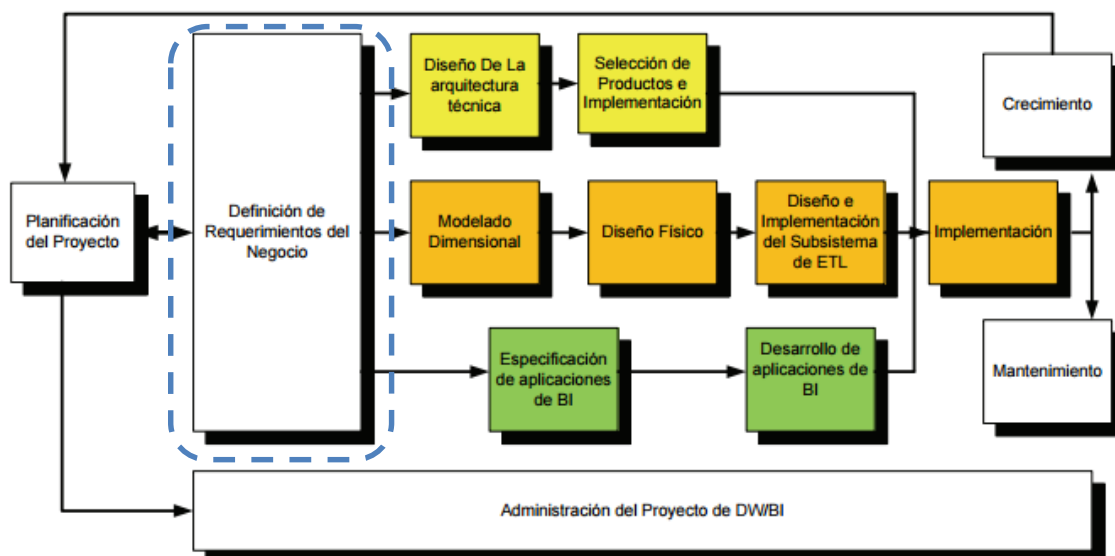 Planificación
del Proyecto
Definición de
Requerimientos del
Negocio
Diseño De La
arquitectura
técnica
Selección de
Productos e
Implementación
Modelado
Dimensional
Diseño Físico
Diseño e
Implementación
del Subsistema
de ETL
Especificación
de aplicaciones
de BI
Desarrollo de
aplicaciones de
BI
Implementación
Crecimiento
Mantenimiento
Administración del Proyecto de DW/BI